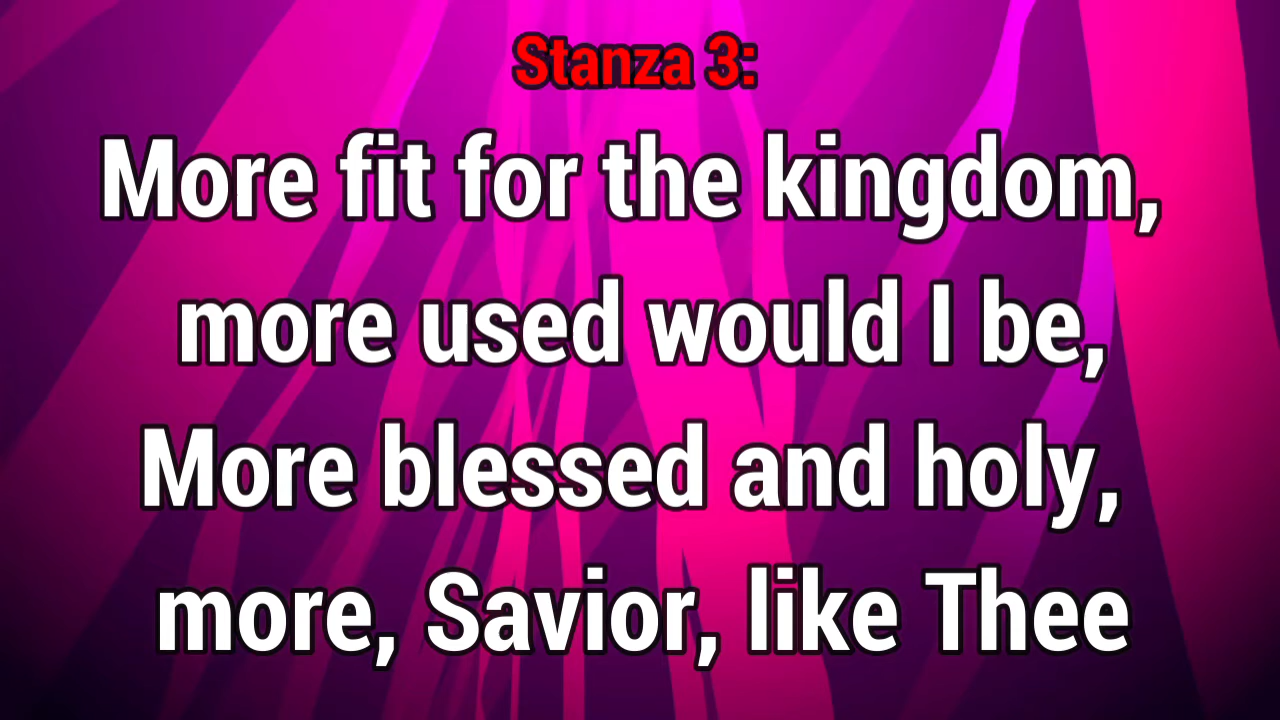 Stanza 3:
More fit for the kingdom,
more used would I be,
More blessed and holy,
more, Savior, like Thee